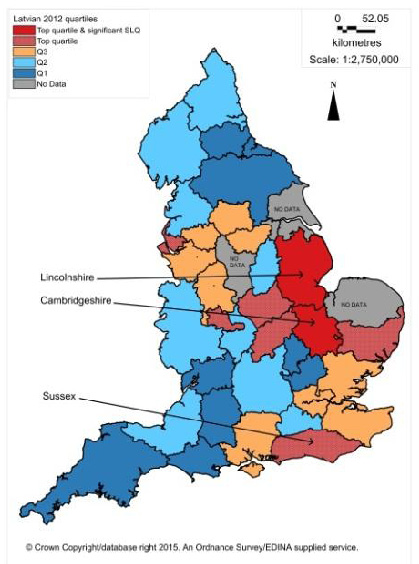 Latvian 2012 quartiles
Top quartile & significant SLQ
Top quartile
Q3
Q2
Q1
No Data
0 52.05
kilometres
Scale: 1:2,750,000
N
NO DATA
NO
DATA
Lincolnshire
Cambridgeshire
NO DATA
Sussex
© Crown Copyright/database right 2015. An Ordnance Survey/EDINA supplied service.